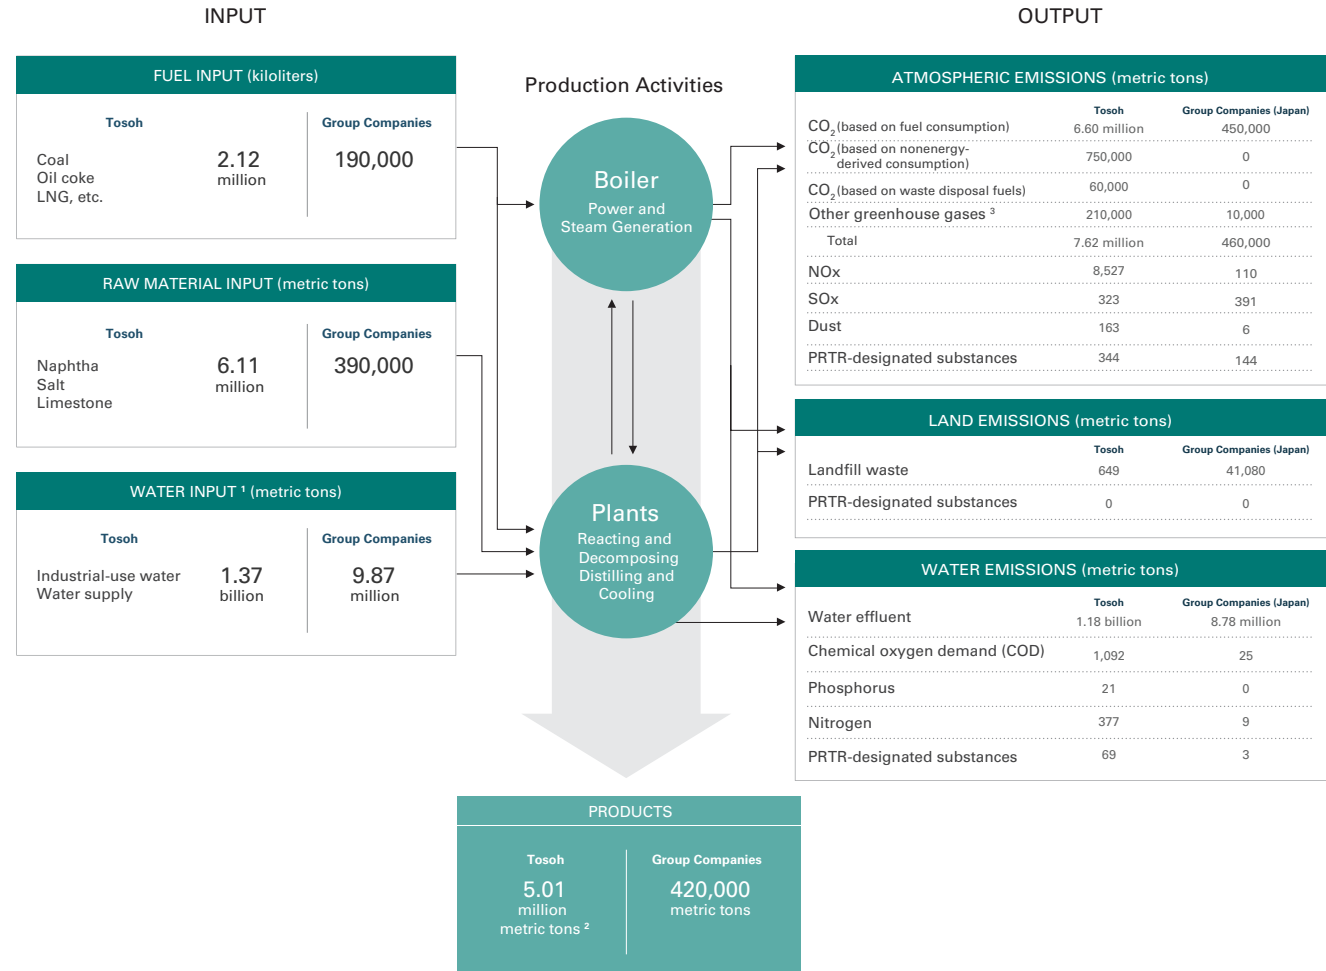 INPUT
FUEL INPUT (kiloliters)
Tosoh
Group Companies
Coal
Oil coke
LNG, etc.
2.12
million
190,000
RAW MATERIAL INPUT (metric tons)
Tosoh
Group Companies
Naphtha
Salt
Limestone
6.11
million
390,000
WATER INPUT ¹ (metric tons)
Tosoh
Group Companies
Industrial-use water
Water supply
1.37
billion
9.87
million
Production Activities
Boiler
Power and
Steam Generation
Plants
Reacting and
Decomposing
Distilling and
Cooling
PRODUCTS
Tosoh
Group Companies
5.01
million
metric tons ²
420,000
metric tons
OUTPUT
ATMOSPHERIC EMISSIONS (metric tons)
Tosoh Group Companies (Japan)
CO₂ (based on fuel consumption) 6.60 million 450,000
CO₂ (based on nonenergy-
derived consumption) 750,000 0
CO₂ (based on waste disposal fuels) 60,000 0
Other greenhouse gases ³ 210,000 10,000
Total 7.62 million 460,000
NOx 8,527 110
SOx 323 391
Dust 163 6
PRTR-designated substances 344 144
LAND EMISSIONS (metric tons)
Tosoh Group Companies (Japan)
Landfill waste 649 41,080
PRTR-designated substances 0 0
WATER EMISSIONS (metric tons)
Tosoh Group Companies (Japan)
Water effluent 1.18 billion 8.78 million
Chemical oxygen demand (COD) 1,092 25
Phosphorus 21 0
Nitrogen 377 9
PRTR-designated substances 69 3